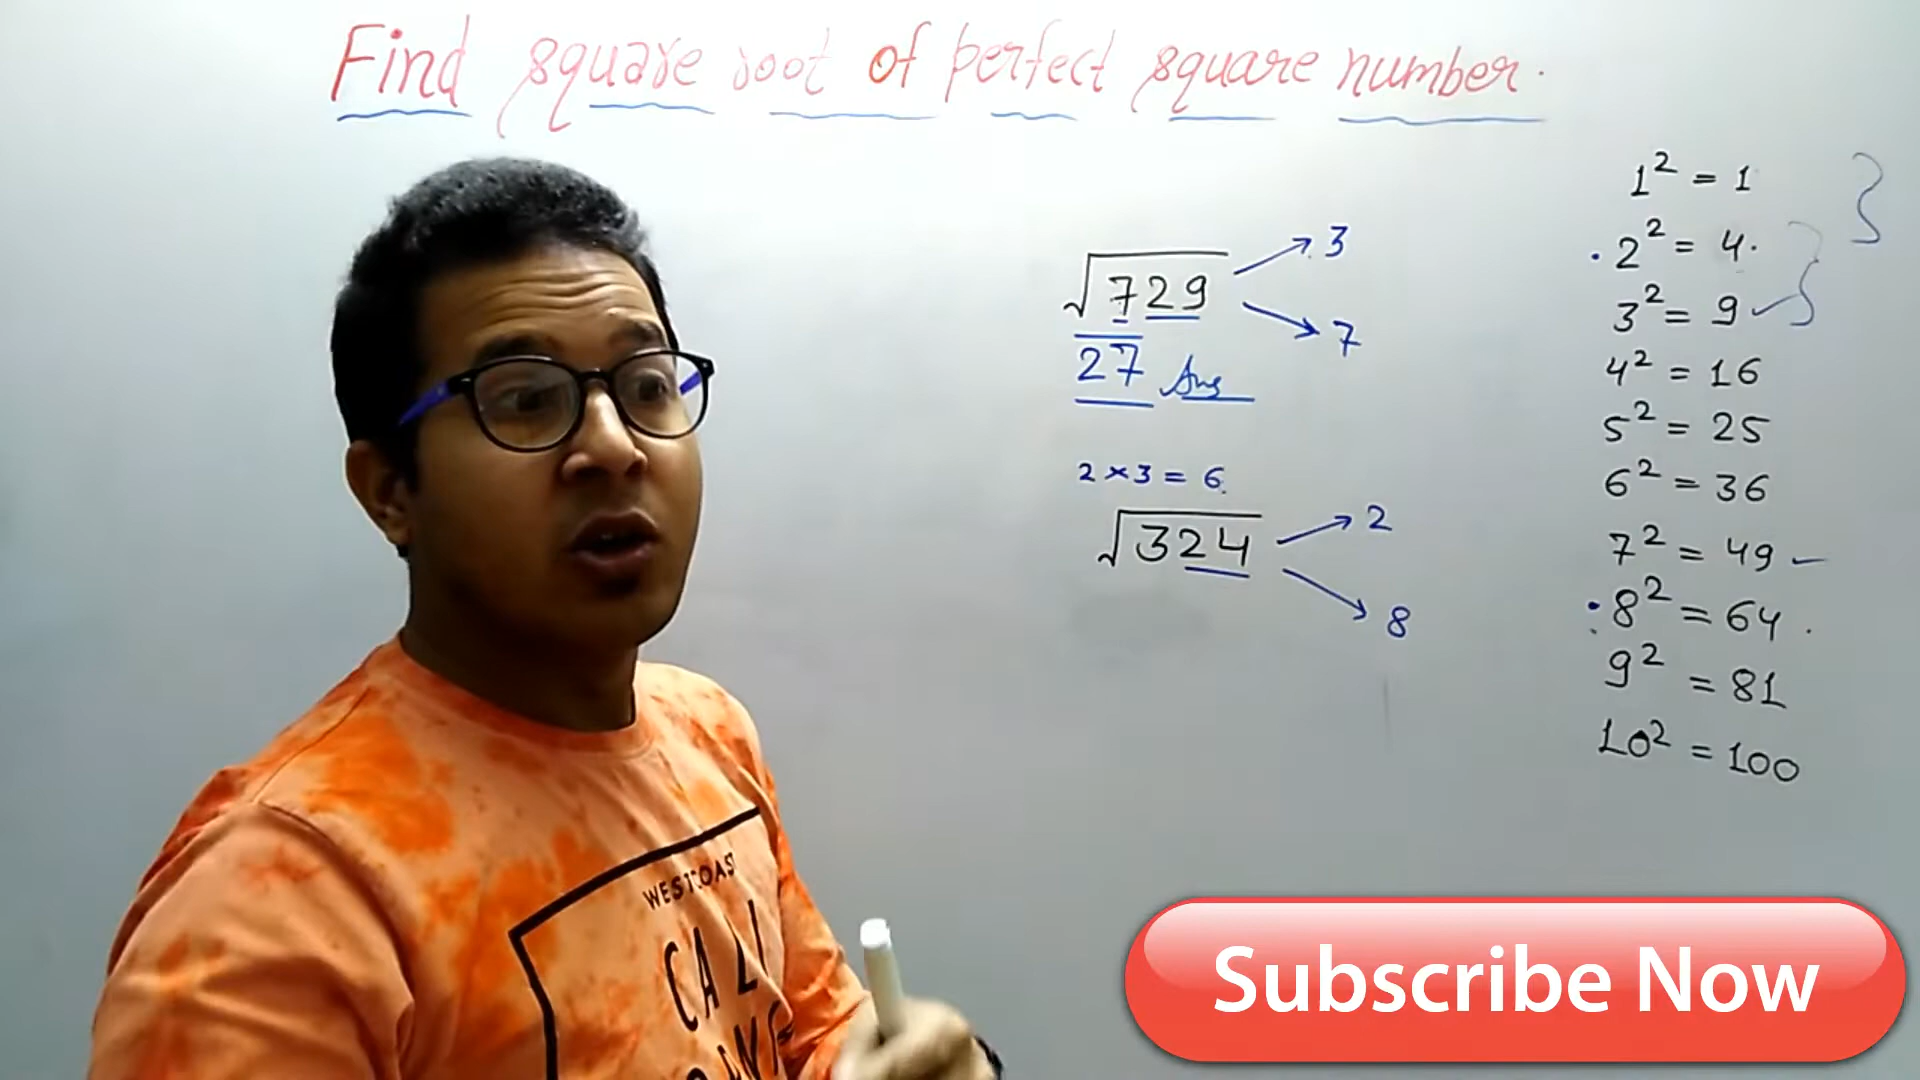 Find square root of perfect square number.
√729
3
7
27 Ans
2 × 3 = 6
√324
2
8
1² = 1
2² = 4
3² = 9
4² = 16
5² = 25
6² = 36
7² = 49
8² = 64
9² = 81
10² = 100
WESTCOAST
Subscribe Now